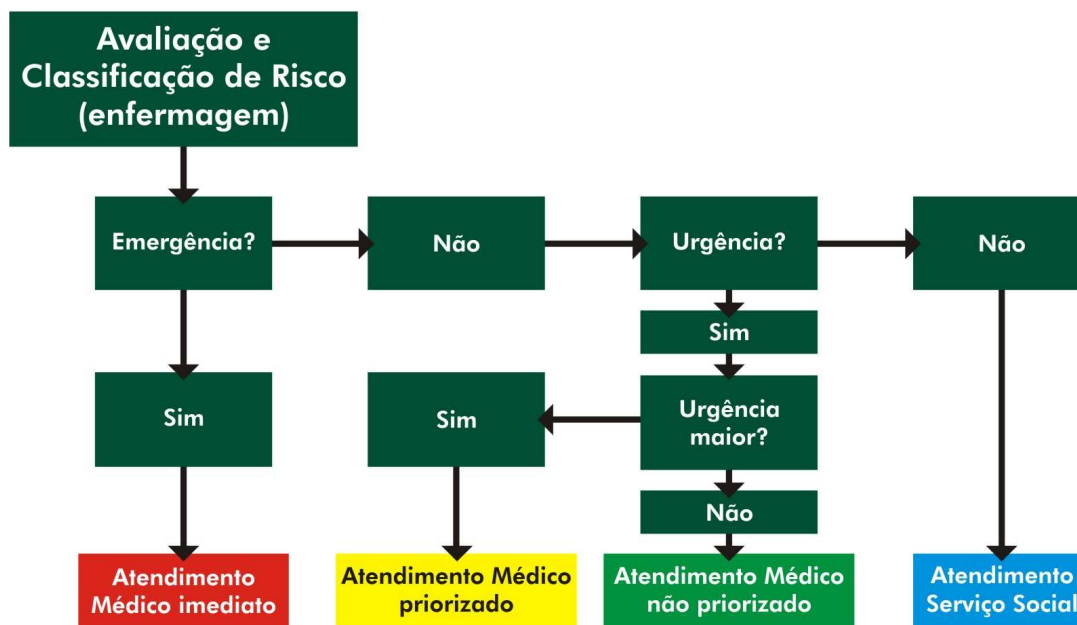 Avaliação e
Classificação de Risco
(enfermagem)
Emergência?
Não
Urgência?
Não
Sim
Sim
Sim
Urgência
maior?
Não
Atendimento
Médico imediato
Atendimento Médico
priorizado
Atendimento Médico
não priorizado
Atendimento
Serviço Social